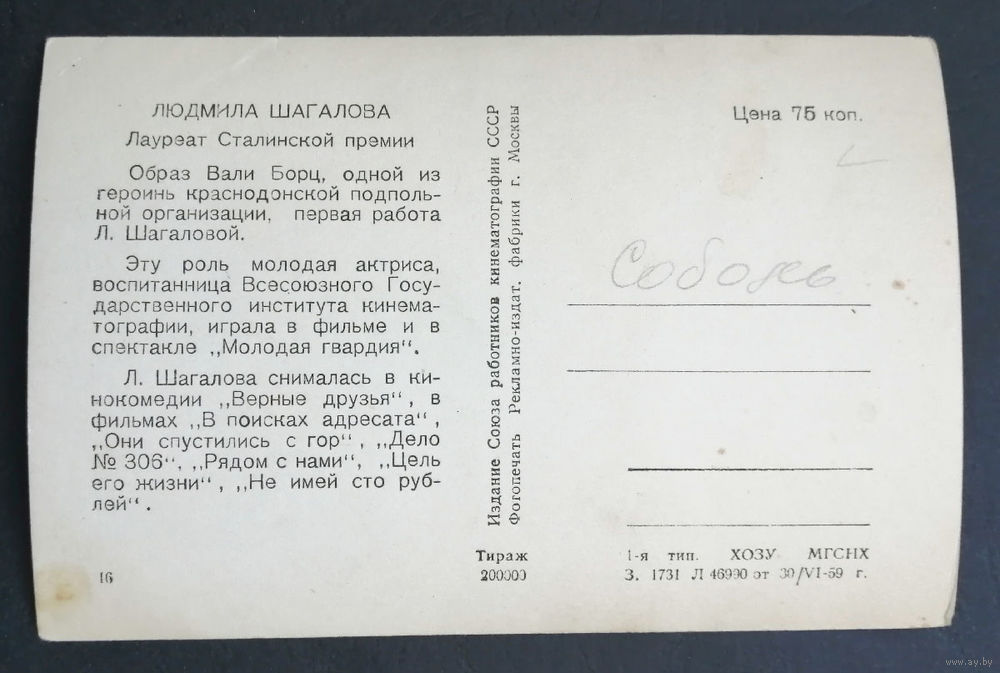 ЛЮДМИЛА ШАГАЛОВА
Лауреат Сталинской премии
Образ Вали Борц, одной из
героинь краснодонской подполь-
ной организации, первая работа
Л. Шагаловой.
Эту роль молодая актриса,
воспитанница Всесоюзного Госу-
дарственного института кинема-
тографии, играла в фильме и в
спектакле „Молодая гвардия“.
Л. Шагалова снималась в ки-
нокомедии „Верные друзья“, в
фильмах „В поисках адресата“,
„Они спустились с гор“, „Дело
№ 306“, „Рядом с нами“, „Цель
его жизни“, „Не имей сто руб-
лей“.
16
Издание Союза работников кинематографии СССР
Фотопечать Рекламно-издат. фабрики г. Москвы
Тираж
200000
Цена 75 коп.
1-я тип. ХОЗУ МГСНХ
З. 1731 Л 46990 от 30/VI-59 г.
www.ay.by